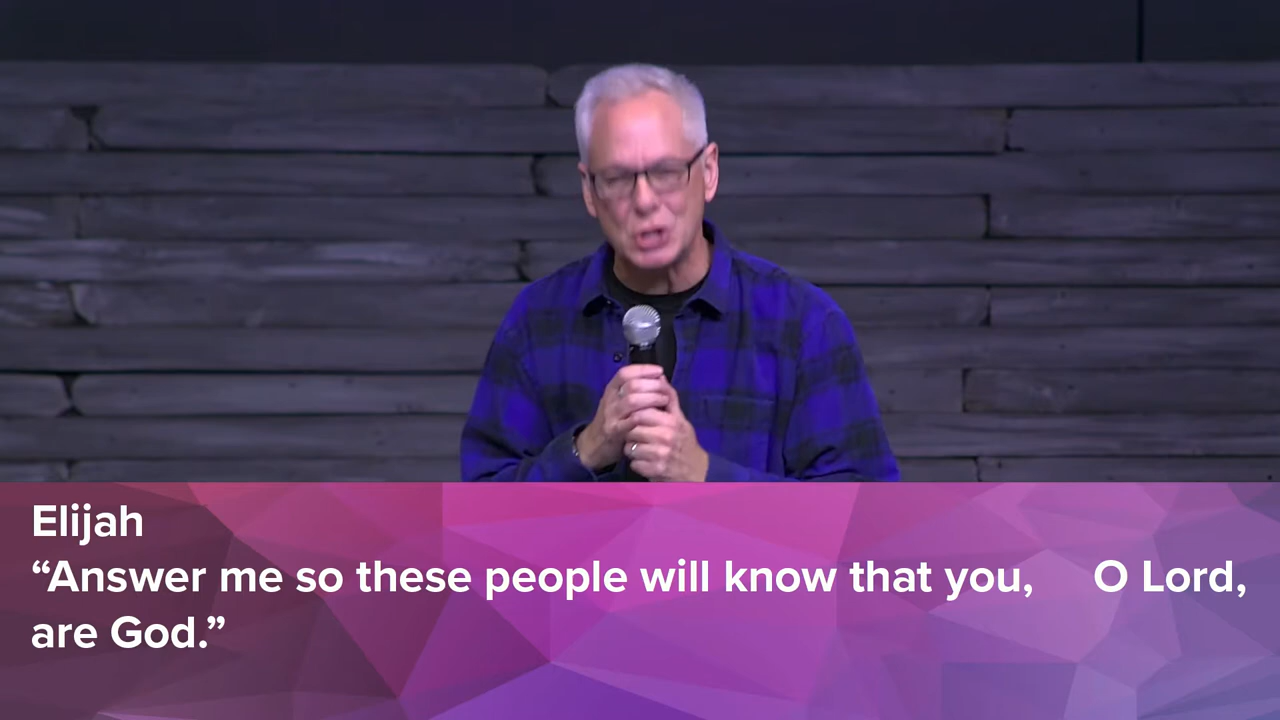 Elijah
“Answer me so these people will know that you, O Lord,
are God.”